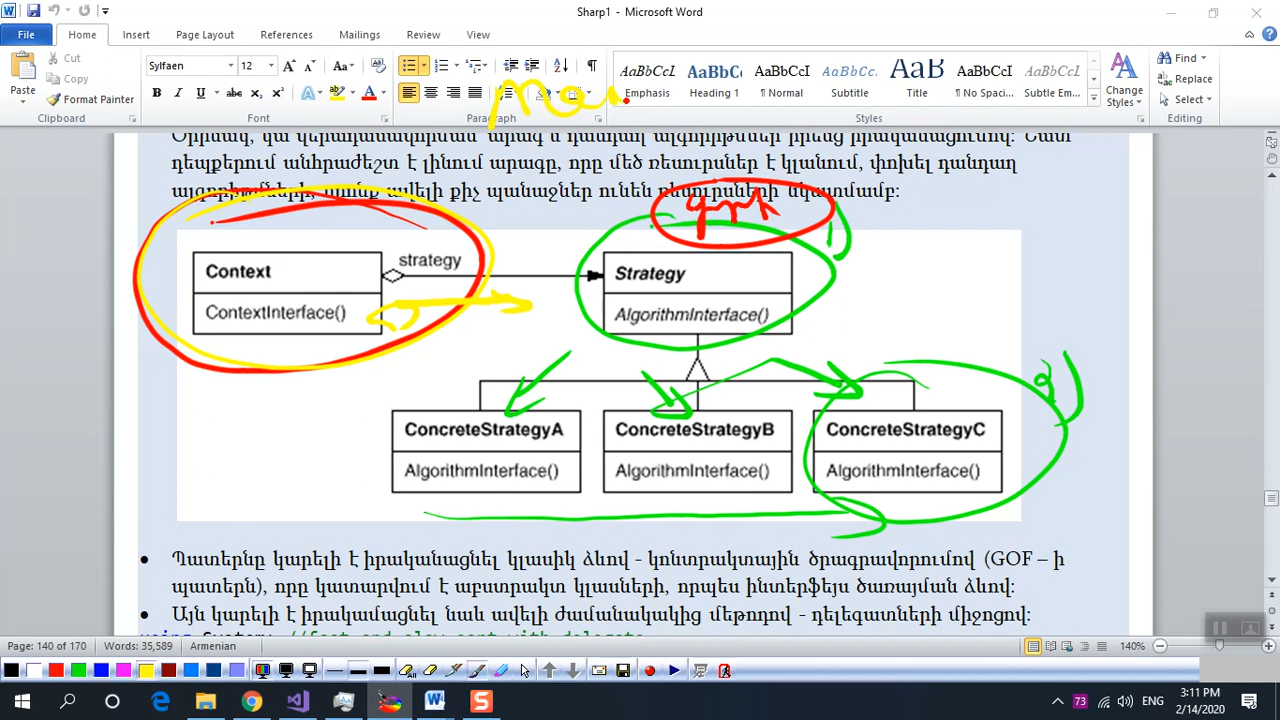 Sharp1 - Microsoft Word
File Home Insert Page Layout References Mailings Review View
Paste
Cut
Copy
Format Painter
Clipboard
Sylfaen 12
Font
Paragraph
AaBbCcI AaBbCc AaBbCcI AaBbCcI AaB AaBbCcI AaBbCcI
Emphasis Heading 1 ¶ Normal Subtitle Title ¶ No Spaci... Subtle Em...
Styles
Change Styles
Find
Replace
Select
Editing
դեպքերում անհրաժեշտ է լինում արագը, որը մեծ ռեսուրսներ է կլանում, փոխել դանդաղ
Context
ContextInterface()
strategy
Strategy
AlgorithmInterface()
1)
2)
ConcreteStrategyA
AlgorithmInterface()
ConcreteStrategyB
AlgorithmInterface()
ConcreteStrategyC
AlgorithmInterface()
• Պատերնը կարելի է իրականացնել կլասիկ ձևով - կոնտրակտային ծրագրավորումով (GOF – ի
պատերն), որը կատարվում է աբստրակտ կլասների, որպես ինտերֆեյս ծառայման ձևով:
• Այն կարելի է իրակամացնել նաև ավելի ժամանակակից մեթոդով - դելեգատների միջոցով:
Page: 140 of 170 Words: 35,589 Armenian 140%
73 ENG 3:11 PM
2/14/2020